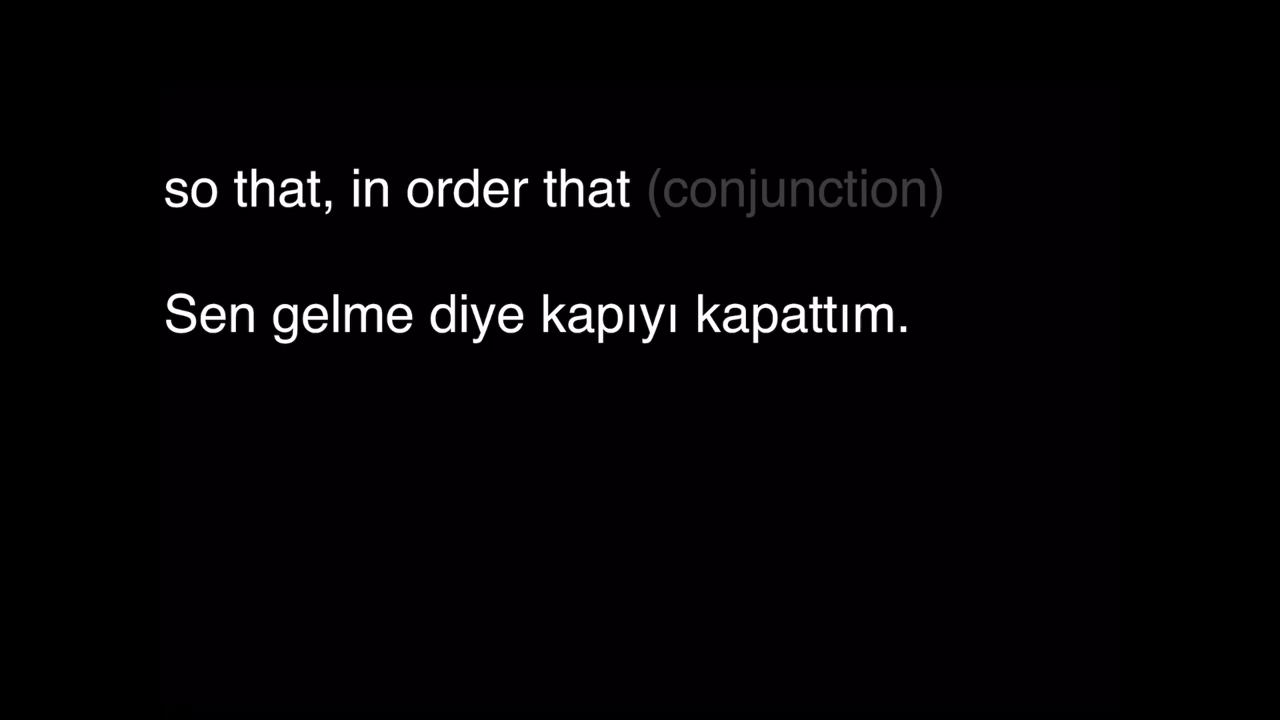 so that, in order that (conjunction)
Sen gelme diye kapıyı kapattım.